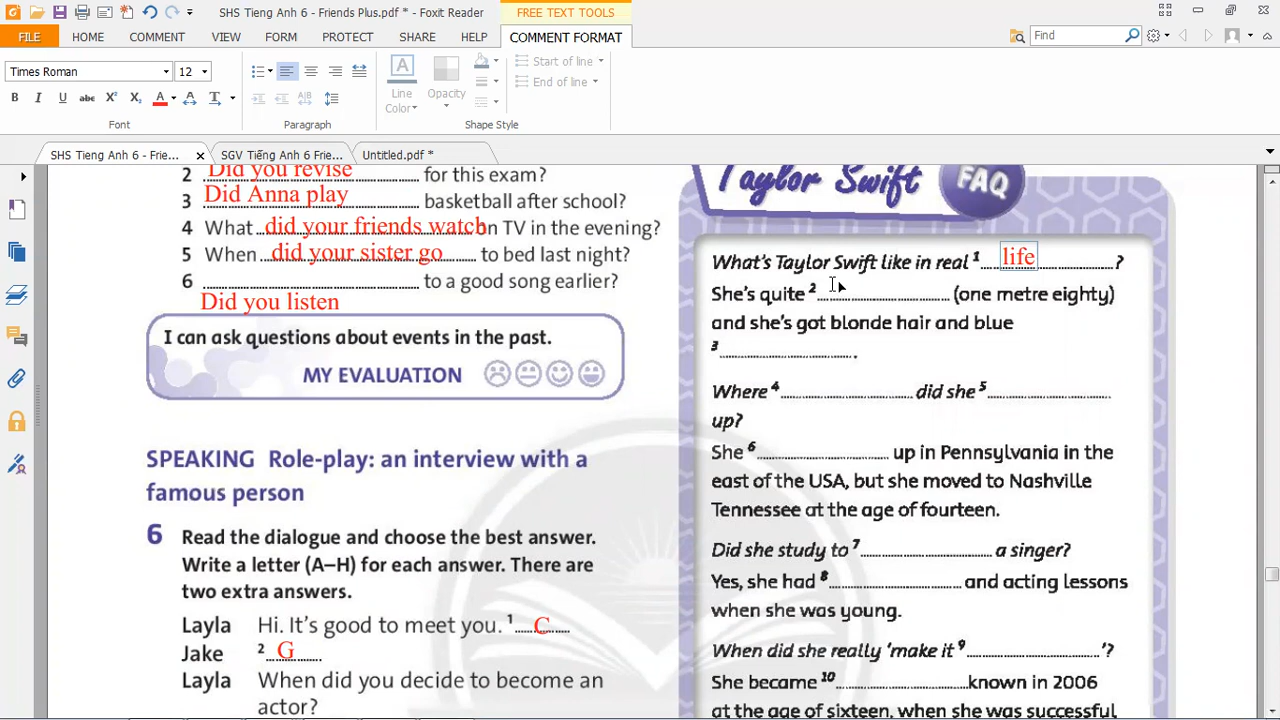 SHS Tieng Anh 6 - Friends Plus.pdf * - Foxit Reader
FREE TEXT TOOLS
FILE HOME COMMENT VIEW FORM PROTECT SHARE HELP COMMENT FORMAT
Find
Times Roman 12
Line Color
Opacity
Start of line
End of line
Font
Paragraph
Shape Style
SHS Tieng Anh 6 - Frie... x
SGV Tiếng Anh 6 Frie...
Untitled.pdf *
2 Did you revise for this exam?
3 Did Anna play basketball after school?
4 What did your friends watch on TV in the evening?
5 When did your sister go to bed last night?
6 ........ to a good song earlier?
Did you listen
I can ask questions about events in the past.
MY EVALUATION
SPEAKING Role-play: an interview with a
famous person
6 Read the dialogue and choose the best answer.
Write a letter (A–H) for each answer. There are
two extra answers.
Layla Hi. It's good to meet you. 1 C
Jake 2 G
Layla When did you decide to become an
actor?
Taylor Swift FAQ
What's Taylor Swift like in real 1 life ?
She's quite 2 ........ (one metre eighty)
and she's got blonde hair and blue
3 ........ .
Where 4 ........ did she 5 ........
up?
She 6 ........ up in Pennsylvania in the
east of the USA, but she moved to Nashville
Tennessee at the age of fourteen.
Did she study to 7 ........ a singer?
Yes, she had 8 ........ and acting lessons
when she was young.
When did she really 'make it 9 ........'?
She became 10 ........ known in 2006
at the age of sixteen, when she was successful